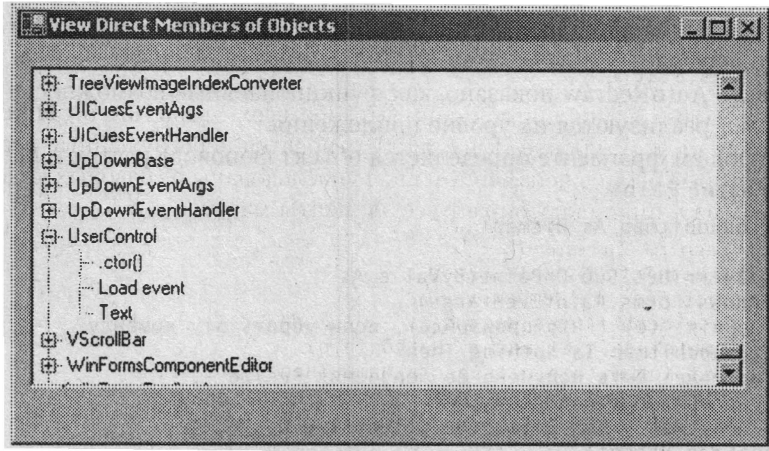 View Direct Members of Objects
TreeViewImageIndexConverter
UICuesEventArgs
UICuesEventHandler
UpDownBase
UpDownEventArgs
UpDownEventHandler
UserControl
.ctor()
Load event
Text
VScrollBar
WinFormsComponentEditor